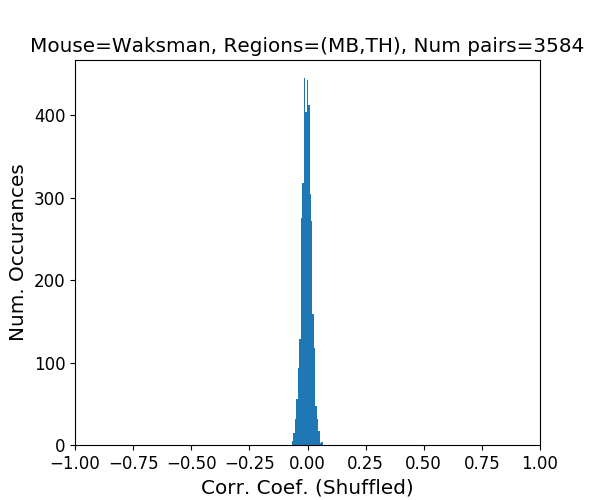 Mouse=Waksman, Regions=(MB,TH), Num pairs=3584
Num. Occurances
400
300
200
100
0
−1.00 −0.75 −0.50 −0.25 0.00 0.25 0.50 0.75 1.00
Corr. Coef. (Shuffled)